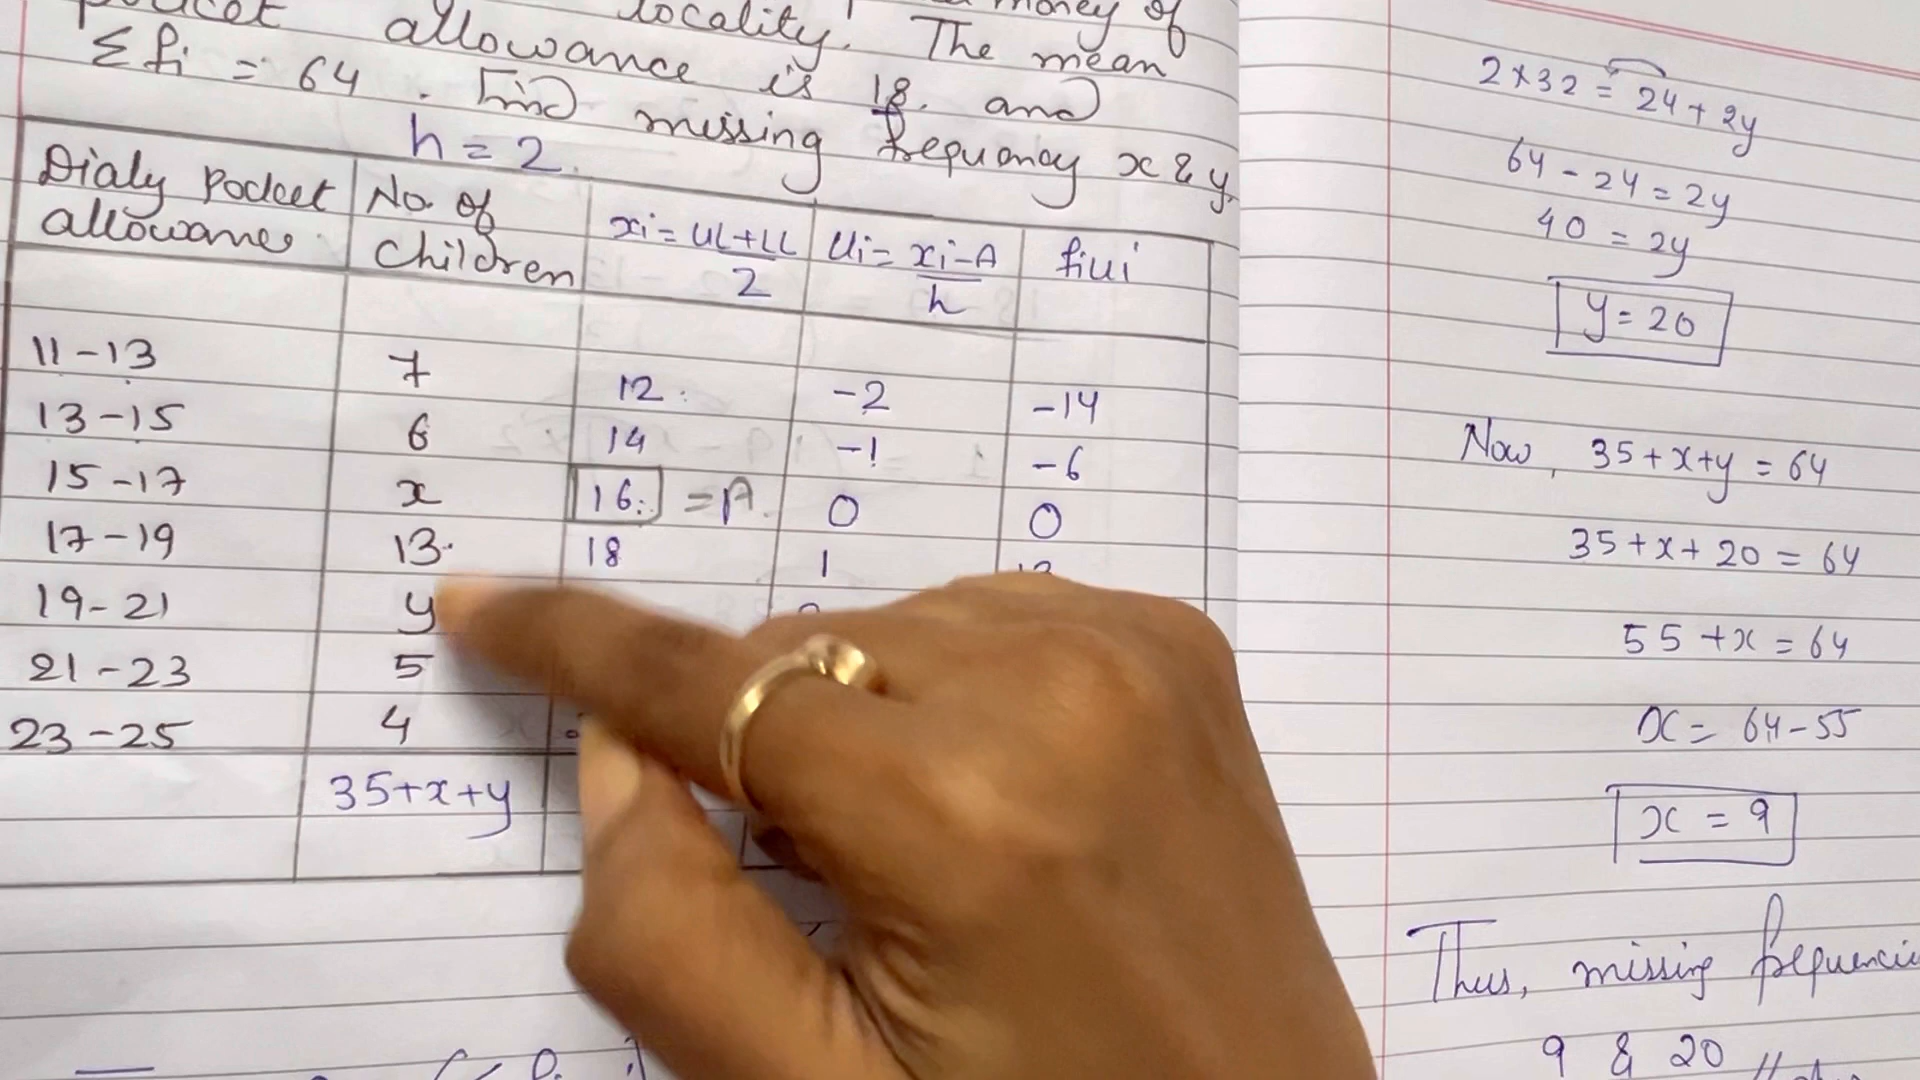 locality. The mean
allowance is 18. and
Σfi = 64. Find missing frequency x & y.
h = 2.
Dialy Pocket allowance No. of Children xi = UL+LL/2 Ui = xi-A/h fiui
11-13 7 12 -2 -14
13-15 6 14 -1 -6
15-17 x 16 = A. 0 0
17-19 13 18 1
19-21 y
21-23 5
23-25 4
35+x+y
2×32 = 24+2y
64-24=2y
40 = 2y
y = 20
Now, 35+x+y = 64
35+x+20 = 64
55+x = 64
x = 64-55
x = 9
Thus, missing
9 & 20